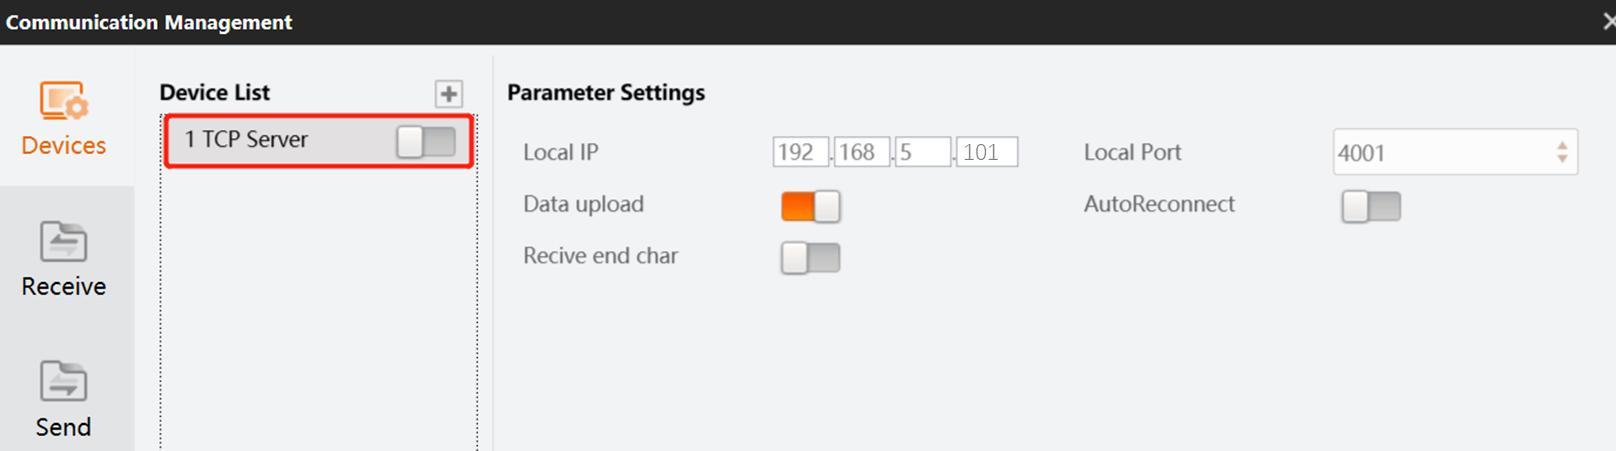 Communication Management
Devices
Receive
Send
Device List
1 TCP Server
Parameter Settings
Local IP 192.168.5.101 Local Port 4001
Data upload AutoReconnect
Recive end char